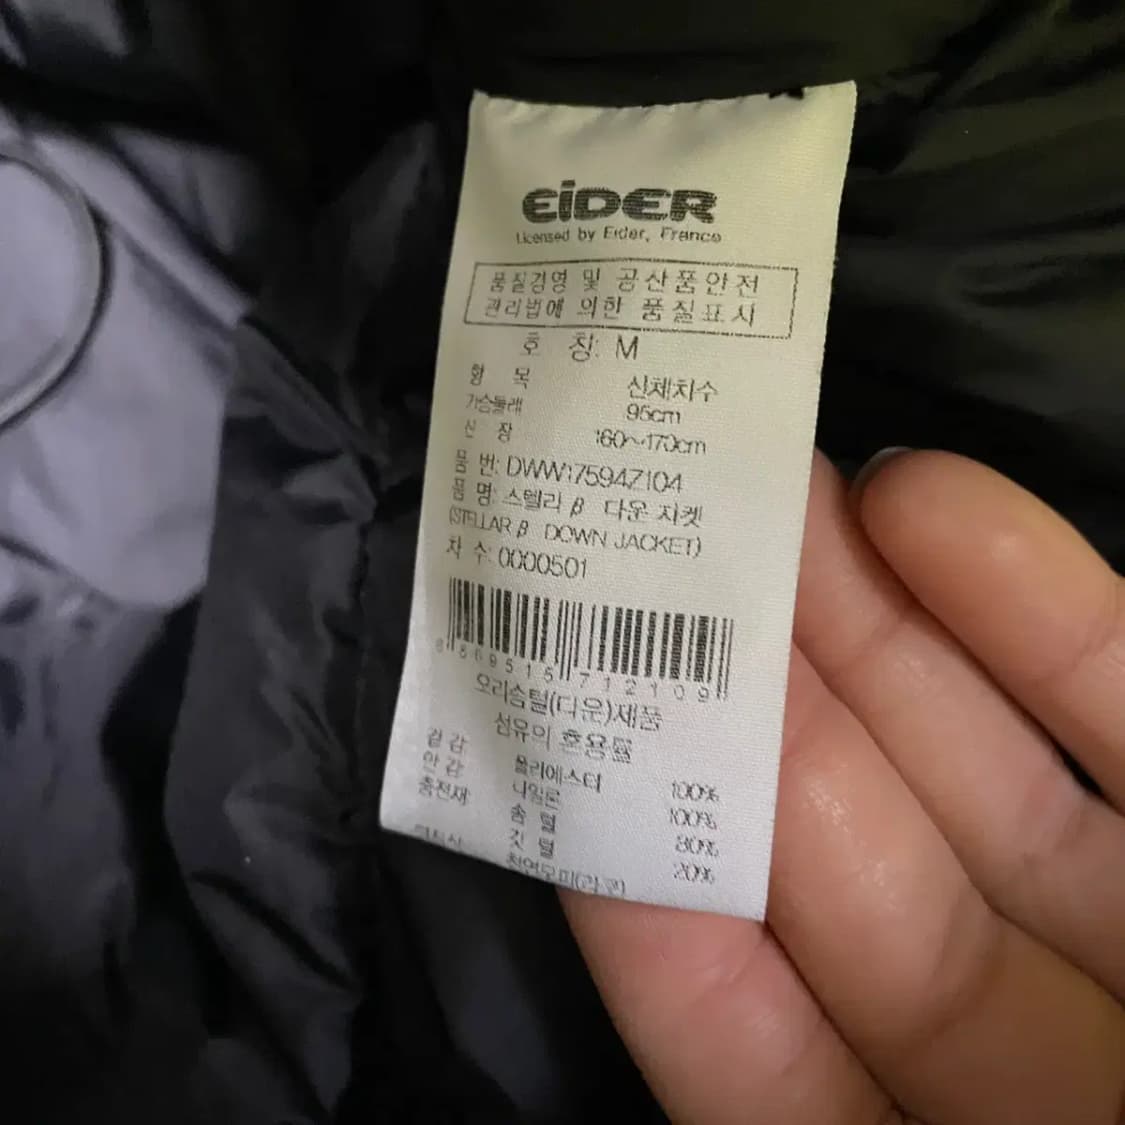 EiDER
Licensed by Eider, France
품질경영 및 공산품안전
관리법에 의한 품질표시
호 칭: M
항 목 신체치수
가슴둘레 95cm
신 장 160~170cm
품 번: DWW17594Z104
품 명: 스텔라 β 다운 자켓
(STELLAR β DOWN JACKET)
차 수: 0000501
8 869515 712109
오리솜털(다운)제품
섬유의 혼용률
겉 감 폴리에스터 100%
안 감 나일론 100%
충전재 솜 털 80%
깃 털 20%
천연모피(라쿤)